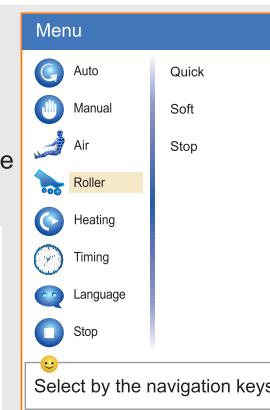 Menu
Auto
Quick
Manual
Soft
Air
Stop
e
Roller
Heating
Timing
Language
Stop
Select by the navigation keys